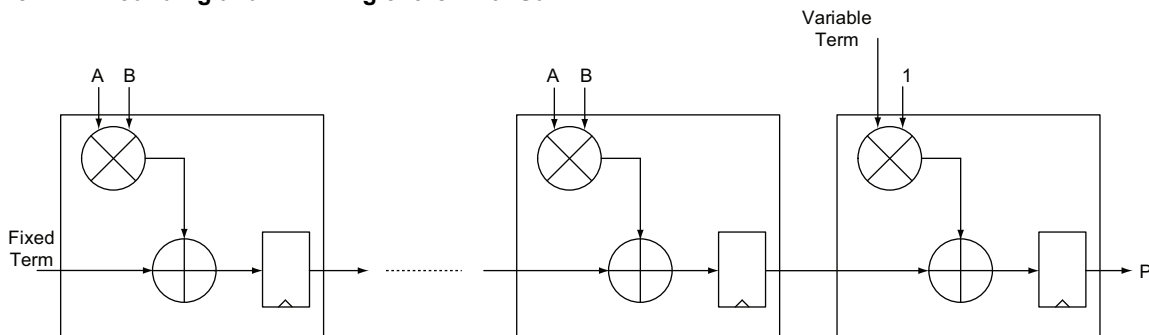 Variable
Term
A B
A B
1
Fixed
Term
P